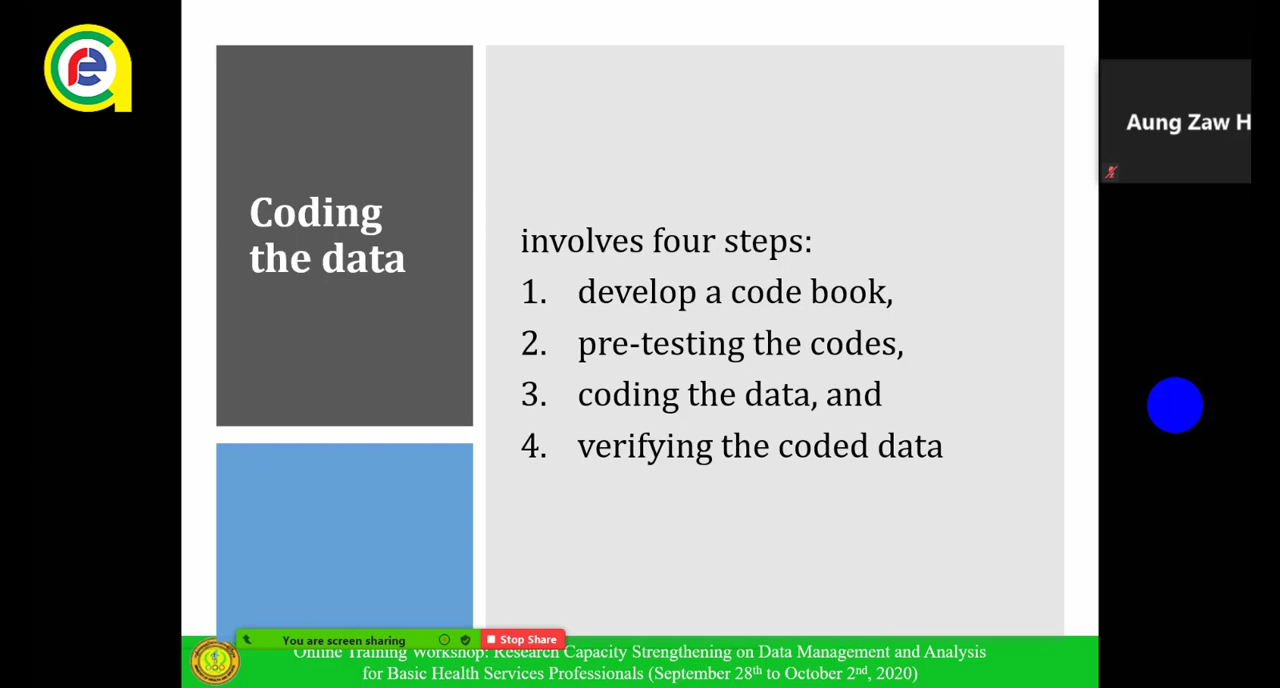 Coding
the data
involves four steps:
1. develop a code book,
2. pre-testing the codes,
3. coding the data, and
4. verifying the coded data
Aung Zaw H
You are screen sharing
Stop Share
Online Training Workshop: Research Capacity Strengthening on Data Management and Analysis
for Basic Health Services Professionals (September 28th to October 2nd, 2020)